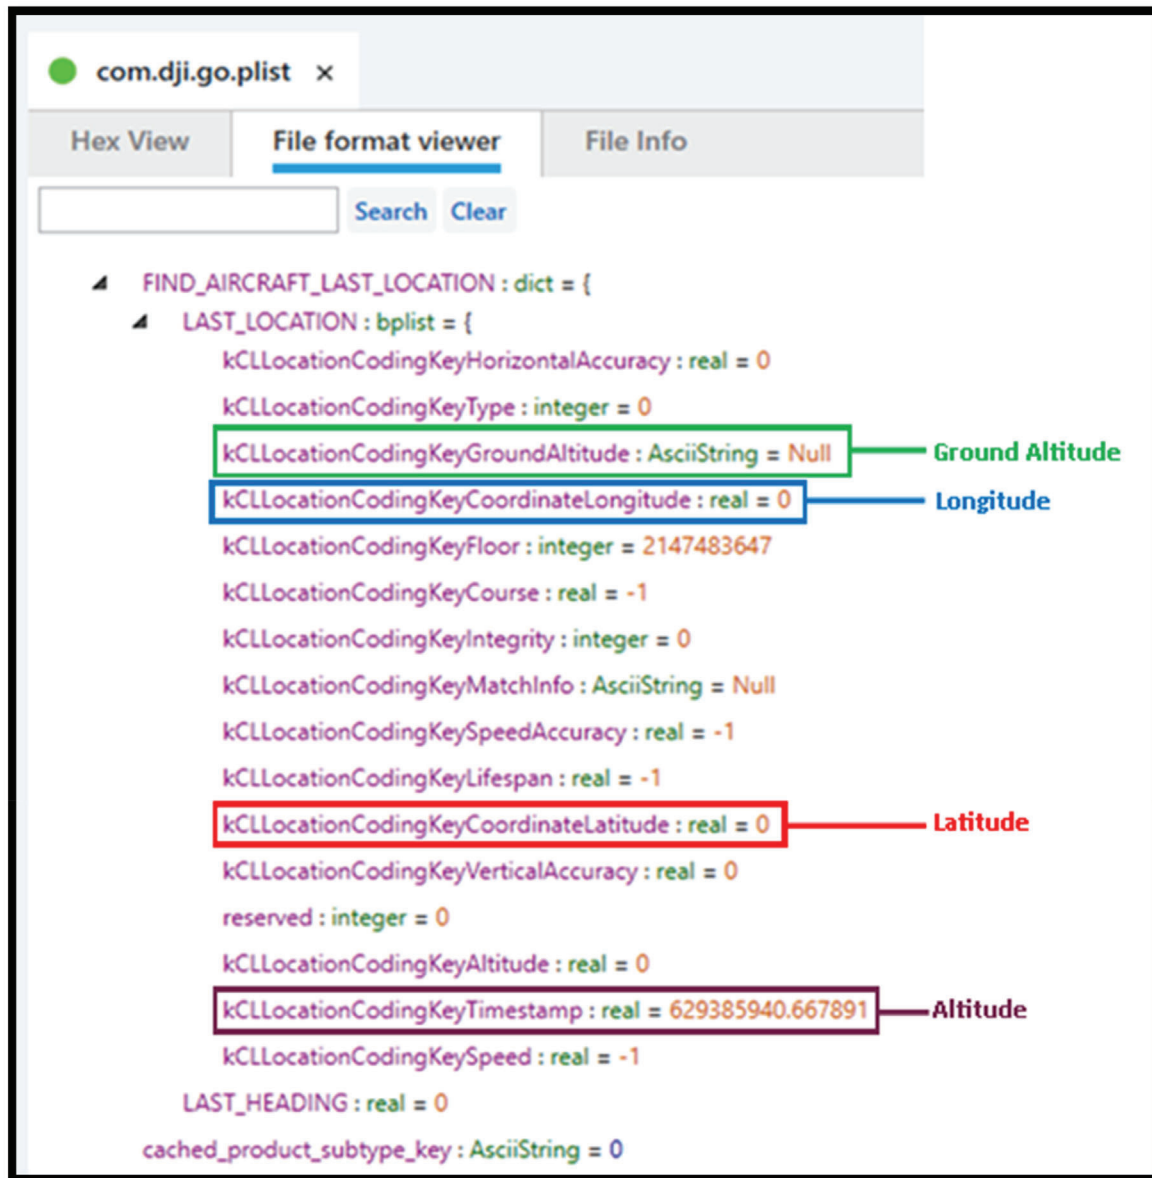 com.dji.go.plist ×
Hex View File format viewer File Info
Search Clear
FIND_AIRCRAFT_LAST_LOCATION : dict = {
LAST_LOCATION : bplist = {
kCLLocationCodingKeyHorizontalAccuracy : real = 0
kCLLocationCodingKeyType : integer = 0
kCLLocationCodingKeyGroundAltitude : AsciiString = Null Ground Altitude
kCLLocationCodingKeyCoordinateLongitude : real = 0 Longitude
kCLLocationCodingKeyFloor : integer = 2147483647
kCLLocationCodingKeyCourse : real = -1
kCLLocationCodingKeyIntegrity : integer = 0
kCLLocationCodingKeyMatchInfo : AsciiString = Null
kCLLocationCodingKeySpeedAccuracy : real = -1
kCLLocationCodingKeyLifespan : real = -1
kCLLocationCodingKeyCoordinateLatitude : real = 0 Latitude
kCLLocationCodingKeyVerticalAccuracy : real = 0
reserved : integer = 0
kCLLocationCodingKeyAltitude : real = 0
kCLLocationCodingKeyTimestamp : real = 629385940.667891 Altitude
kCLLocationCodingKeySpeed : real = -1
LAST_HEADING : real = 0
cached_product_subtype_key : AsciiString = 0